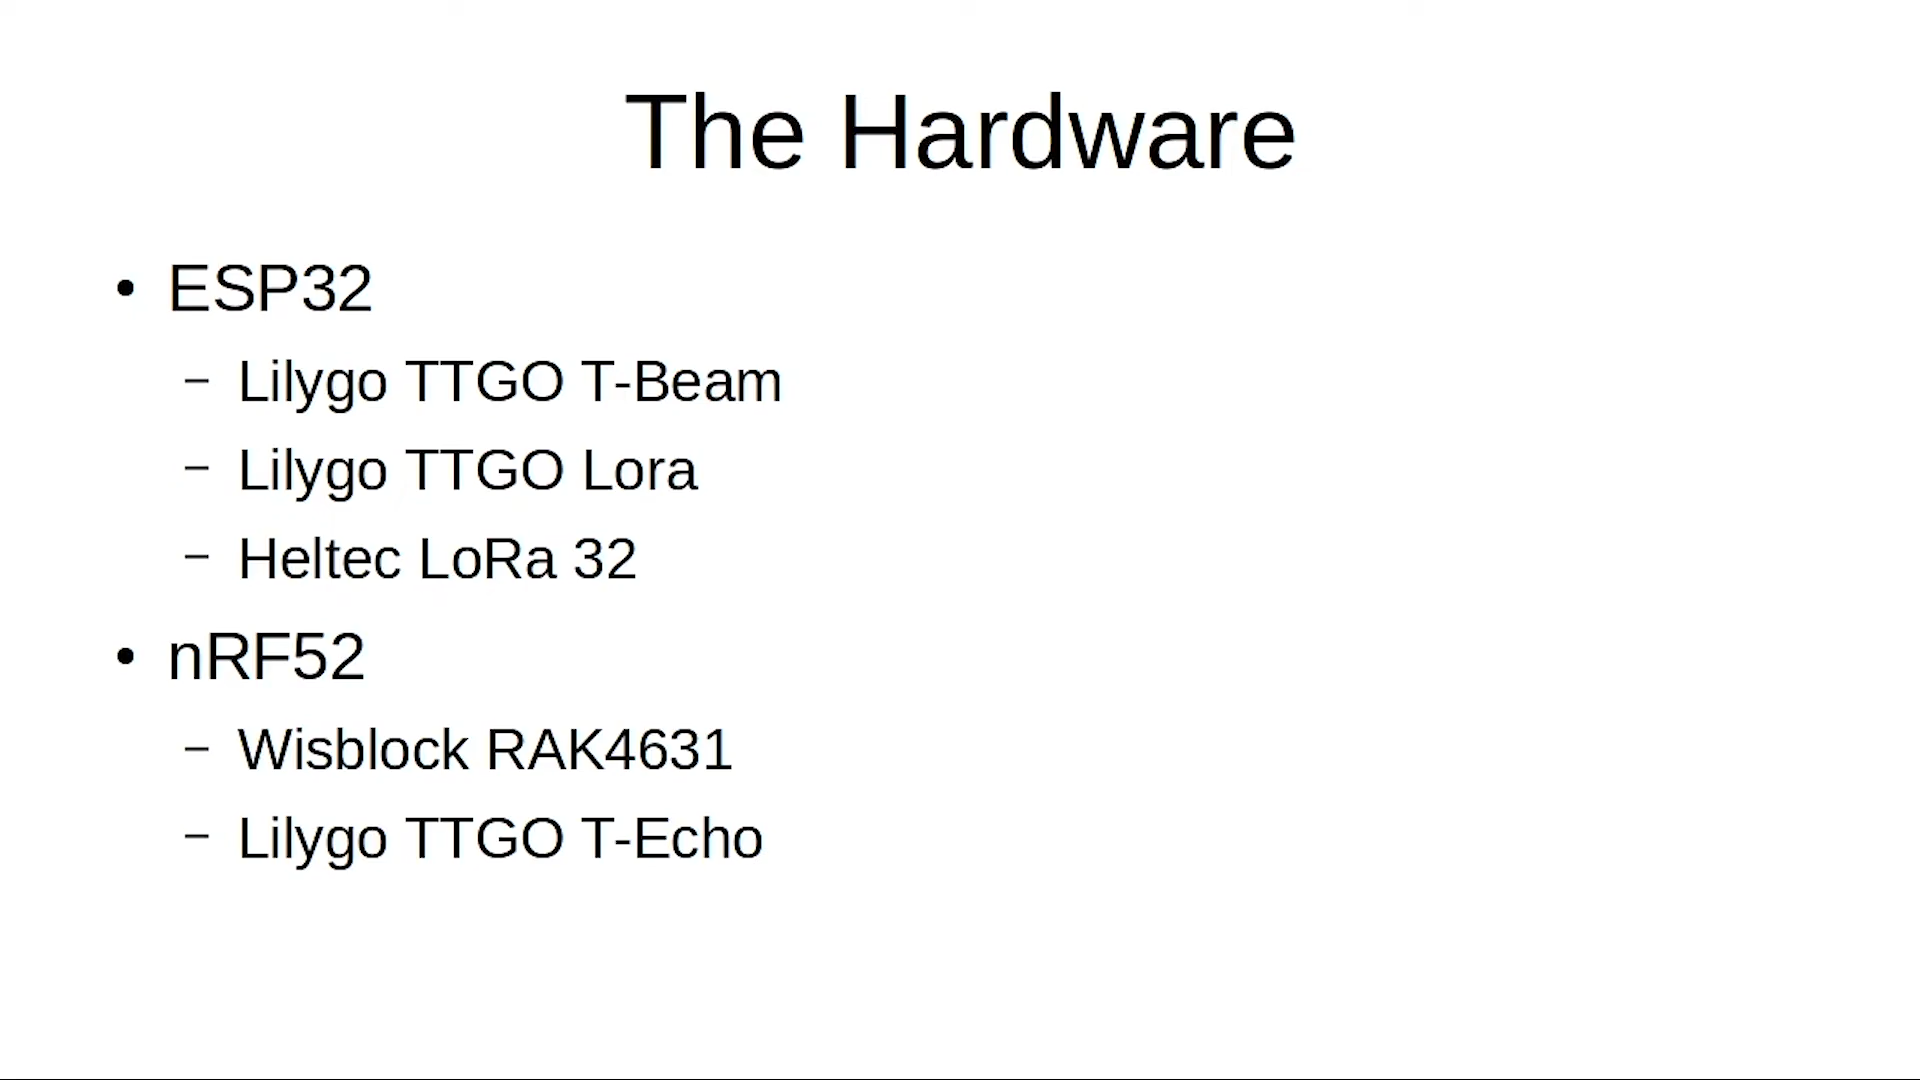 The Hardware
• ESP32
– Lilygo TTGO T-Beam
– Lilygo TTGO Lora
– Heltec LoRa 32
• nRF52
– Wisblock RAK4631
– Lilygo TTGO T-Echo